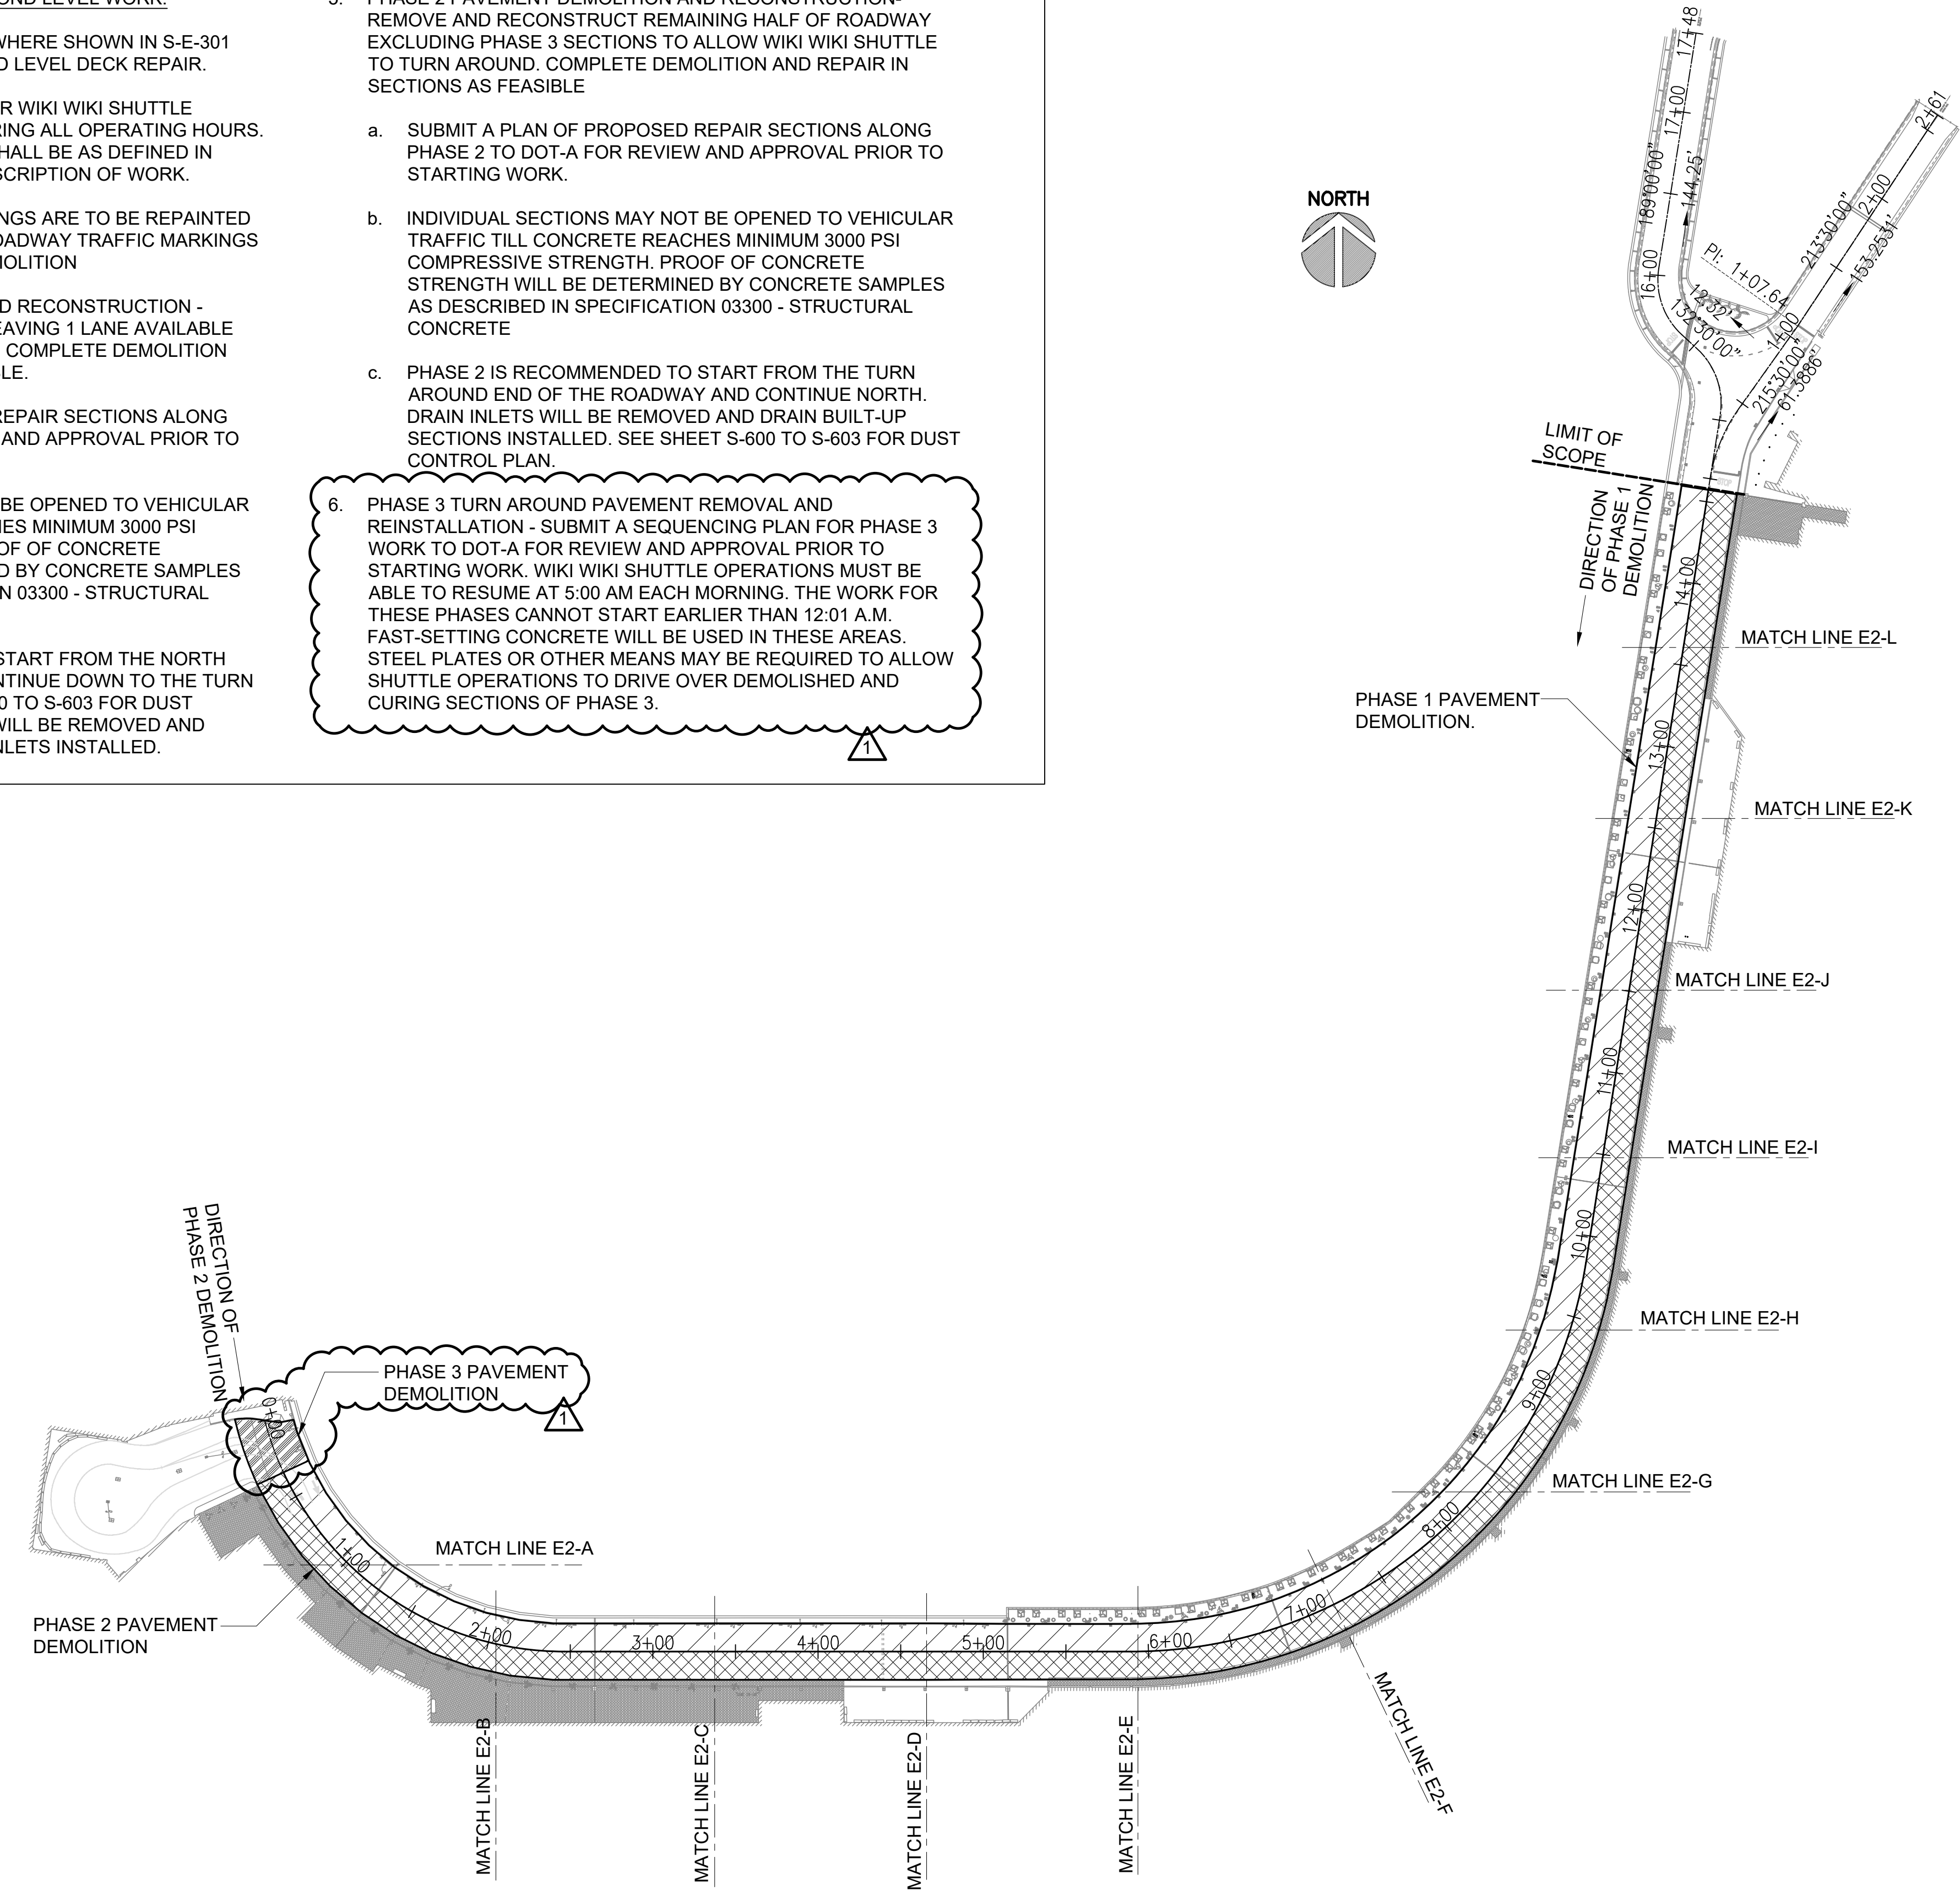 OND LEVEL WORK:
WHERE SHOWN IN S-E-301
D LEVEL DECK REPAIR.
R WIKI WIKI SHUTTLE
RING ALL OPERATING HOURS.
HALL BE AS DEFINED IN
SCRIPTION OF WORK.
NGS ARE TO BE REPAINTED
OADWAY TRAFFIC MARKINGS
MOLITION
D RECONSTRUCTION -
EAVING 1 LANE AVAILABLE
COMPLETE DEMOLITION
BLE.
REPAIR SECTIONS ALONG
AND APPROVAL PRIOR TO
BE OPENED TO VEHICULAR
HES MINIMUM 3000 PSI
OOF OF CONCRETE
D BY CONCRETE SAMPLES
N 03300 - STRUCTURAL
START FROM THE NORTH
NTINUE DOWN TO THE TURN
0 TO S-603 FOR DUST
WILL BE REMOVED AND
NLETS INSTALLED.
5. PHASE 2 PAVEMENT DEMOLITION AND RECONSTRUCTION-
REMOVE AND RECONSTRUCT REMAINING HALF OF ROADWAY
EXCLUDING PHASE 3 SECTIONS TO ALLOW WIKI WIKI SHUTTLE
TO TURN AROUND. COMPLETE DEMOLITION AND REPAIR IN
SECTIONS AS FEASIBLE
a. SUBMIT A PLAN OF PROPOSED REPAIR SECTIONS ALONG
PHASE 2 TO DOT-A FOR REVIEW AND APPROVAL PRIOR TO
STARTING WORK.
b. INDIVIDUAL SECTIONS MAY NOT BE OPENED TO VEHICULAR
TRAFFIC TILL CONCRETE REACHES MINIMUM 3000 PSI
COMPRESSIVE STRENGTH. PROOF OF CONCRETE
STRENGTH WILL BE DETERMINED BY CONCRETE SAMPLES
AS DESCRIBED IN SPECIFICATION 03300 - STRUCTURAL
CONCRETE
c. PHASE 2 IS RECOMMENDED TO START FROM THE TURN
AROUND END OF THE ROADWAY AND CONTINUE NORTH.
DRAIN INLETS WILL BE REMOVED AND DRAIN BUILT-UP
SECTIONS INSTALLED. SEE SHEET S-600 TO S-603 FOR DUST
CONTROL PLAN.
6. PHASE 3 TURN AROUND PAVEMENT REMOVAL AND
REINSTALLATION - SUBMIT A SEQUENCING PLAN FOR PHASE 3
WORK TO DOT-A FOR REVIEW AND APPROVAL PRIOR TO
STARTING WORK. WIKI WIKI SHUTTLE OPERATIONS MUST BE
ABLE TO RESUME AT 5:00 AM EACH MORNING. THE WORK FOR
THESE PHASES CANNOT START EARLIER THAN 12:01 A.M.
FAST-SETTING CONCRETE WILL BE USED IN THESE AREAS.
STEEL PLATES OR OTHER MEANS MAY BE REQUIRED TO ALLOW
SHUTTLE OPERATIONS TO DRIVE OVER DEMOLISHED AND
CURING SECTIONS OF PHASE 3.
1
NORTH
17+48
17+00
189°00'00"
144.25'
16+00
2+61
2+00
213°30'00"
153.2531'
PI: 1+07.64
12.32'
132°30'00"
1+00
215°30'00"
61.3886'
STOP
LIMIT OF
SCOPE
DIRECTION
OF PHASE 1
DEMOLITION
14+00
MATCH LINE E2-L
PHASE 1 PAVEMENT
DEMOLITION.
13+00
MATCH LINE E2-K
12+00
MATCH LINE E2-J
11+00
MATCH LINE E2-I
10+00
MATCH LINE E2-H
9+00
MATCH LINE E2-G
8+00
7+00
MATCH LINE E2-F
DIRECTION OF
PHASE 2 DEMOLITION
PHASE 3 PAVEMENT
DEMOLITION
1
0+00
1+00
MATCH LINE E2-A
PHASE 2 PAVEMENT
DEMOLITION
2+00
3+00
4+00
5+00
6+00
MATCH LINE E2-B
MATCH LINE E2-C
MATCH LINE E2-D
MATCH LINE E2-E